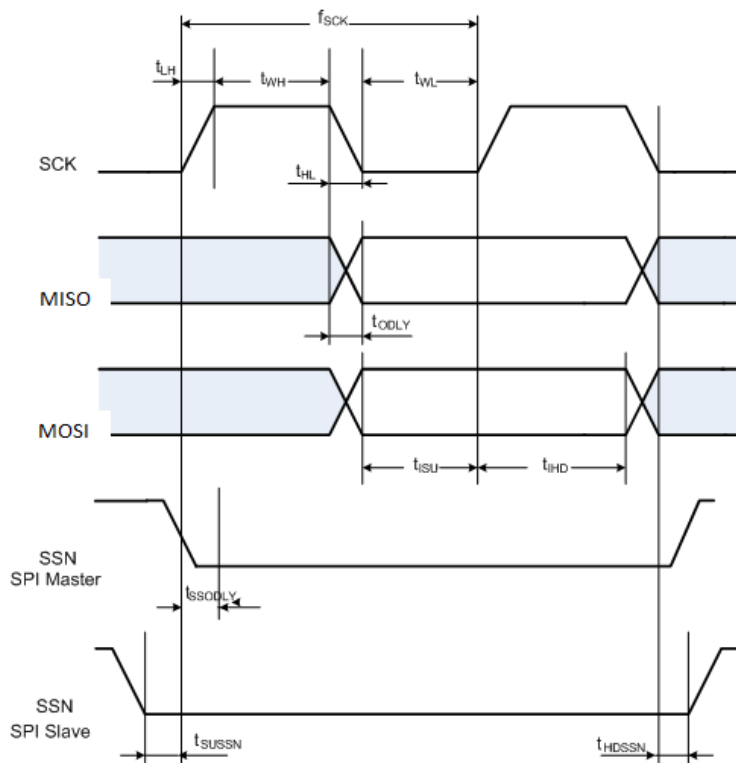 fSCK
tLH
tWH
tWL
SCK
tHL
MISO
tODLY
MOSI
tISU
tIHD
SSN
SPI Master
tSSODLY
SSN
SPI Slave
tSUSSN
tHDSSN